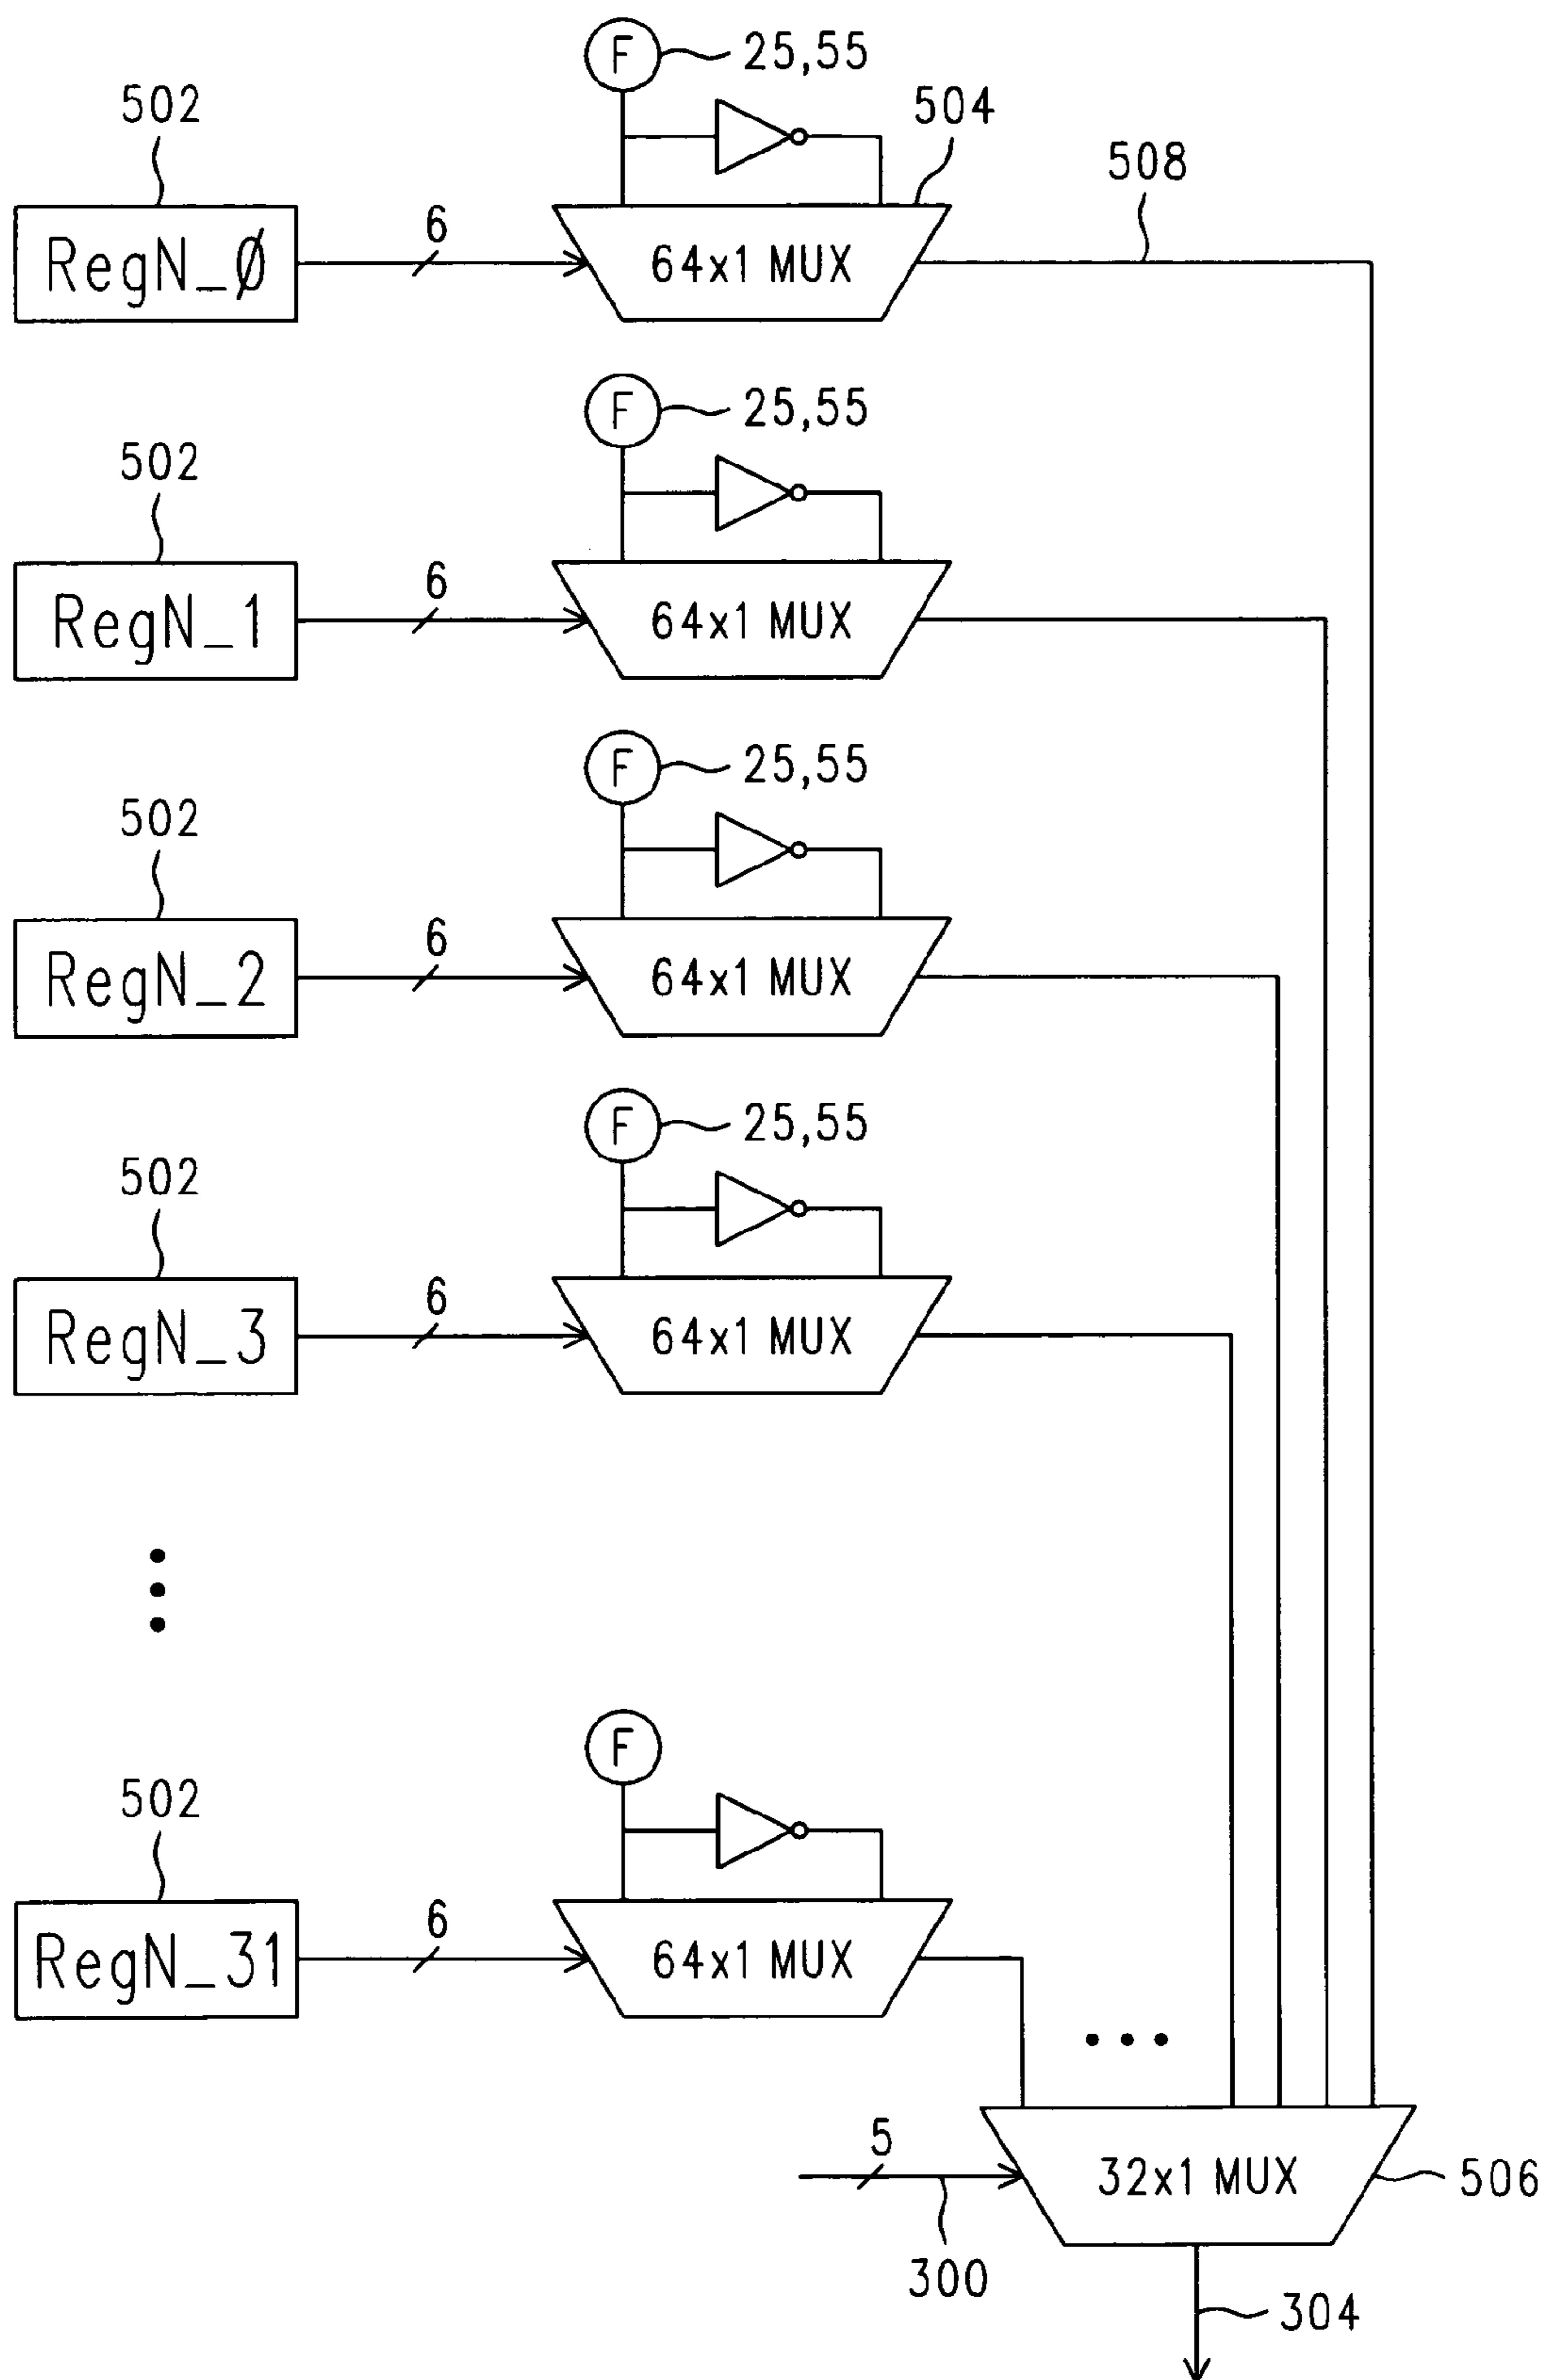 F 25,55
502 504
508
RegN_Ø 6 64x1 MUX
F 25,55
502
RegN_1 6 64x1 MUX
F 25,55
502
RegN_2 6 64x1 MUX
F 25,55
502
RegN_3 6 64x1 MUX
F
502
RegN_31 6 64x1 MUX
5
32x1 MUX 506
300
304